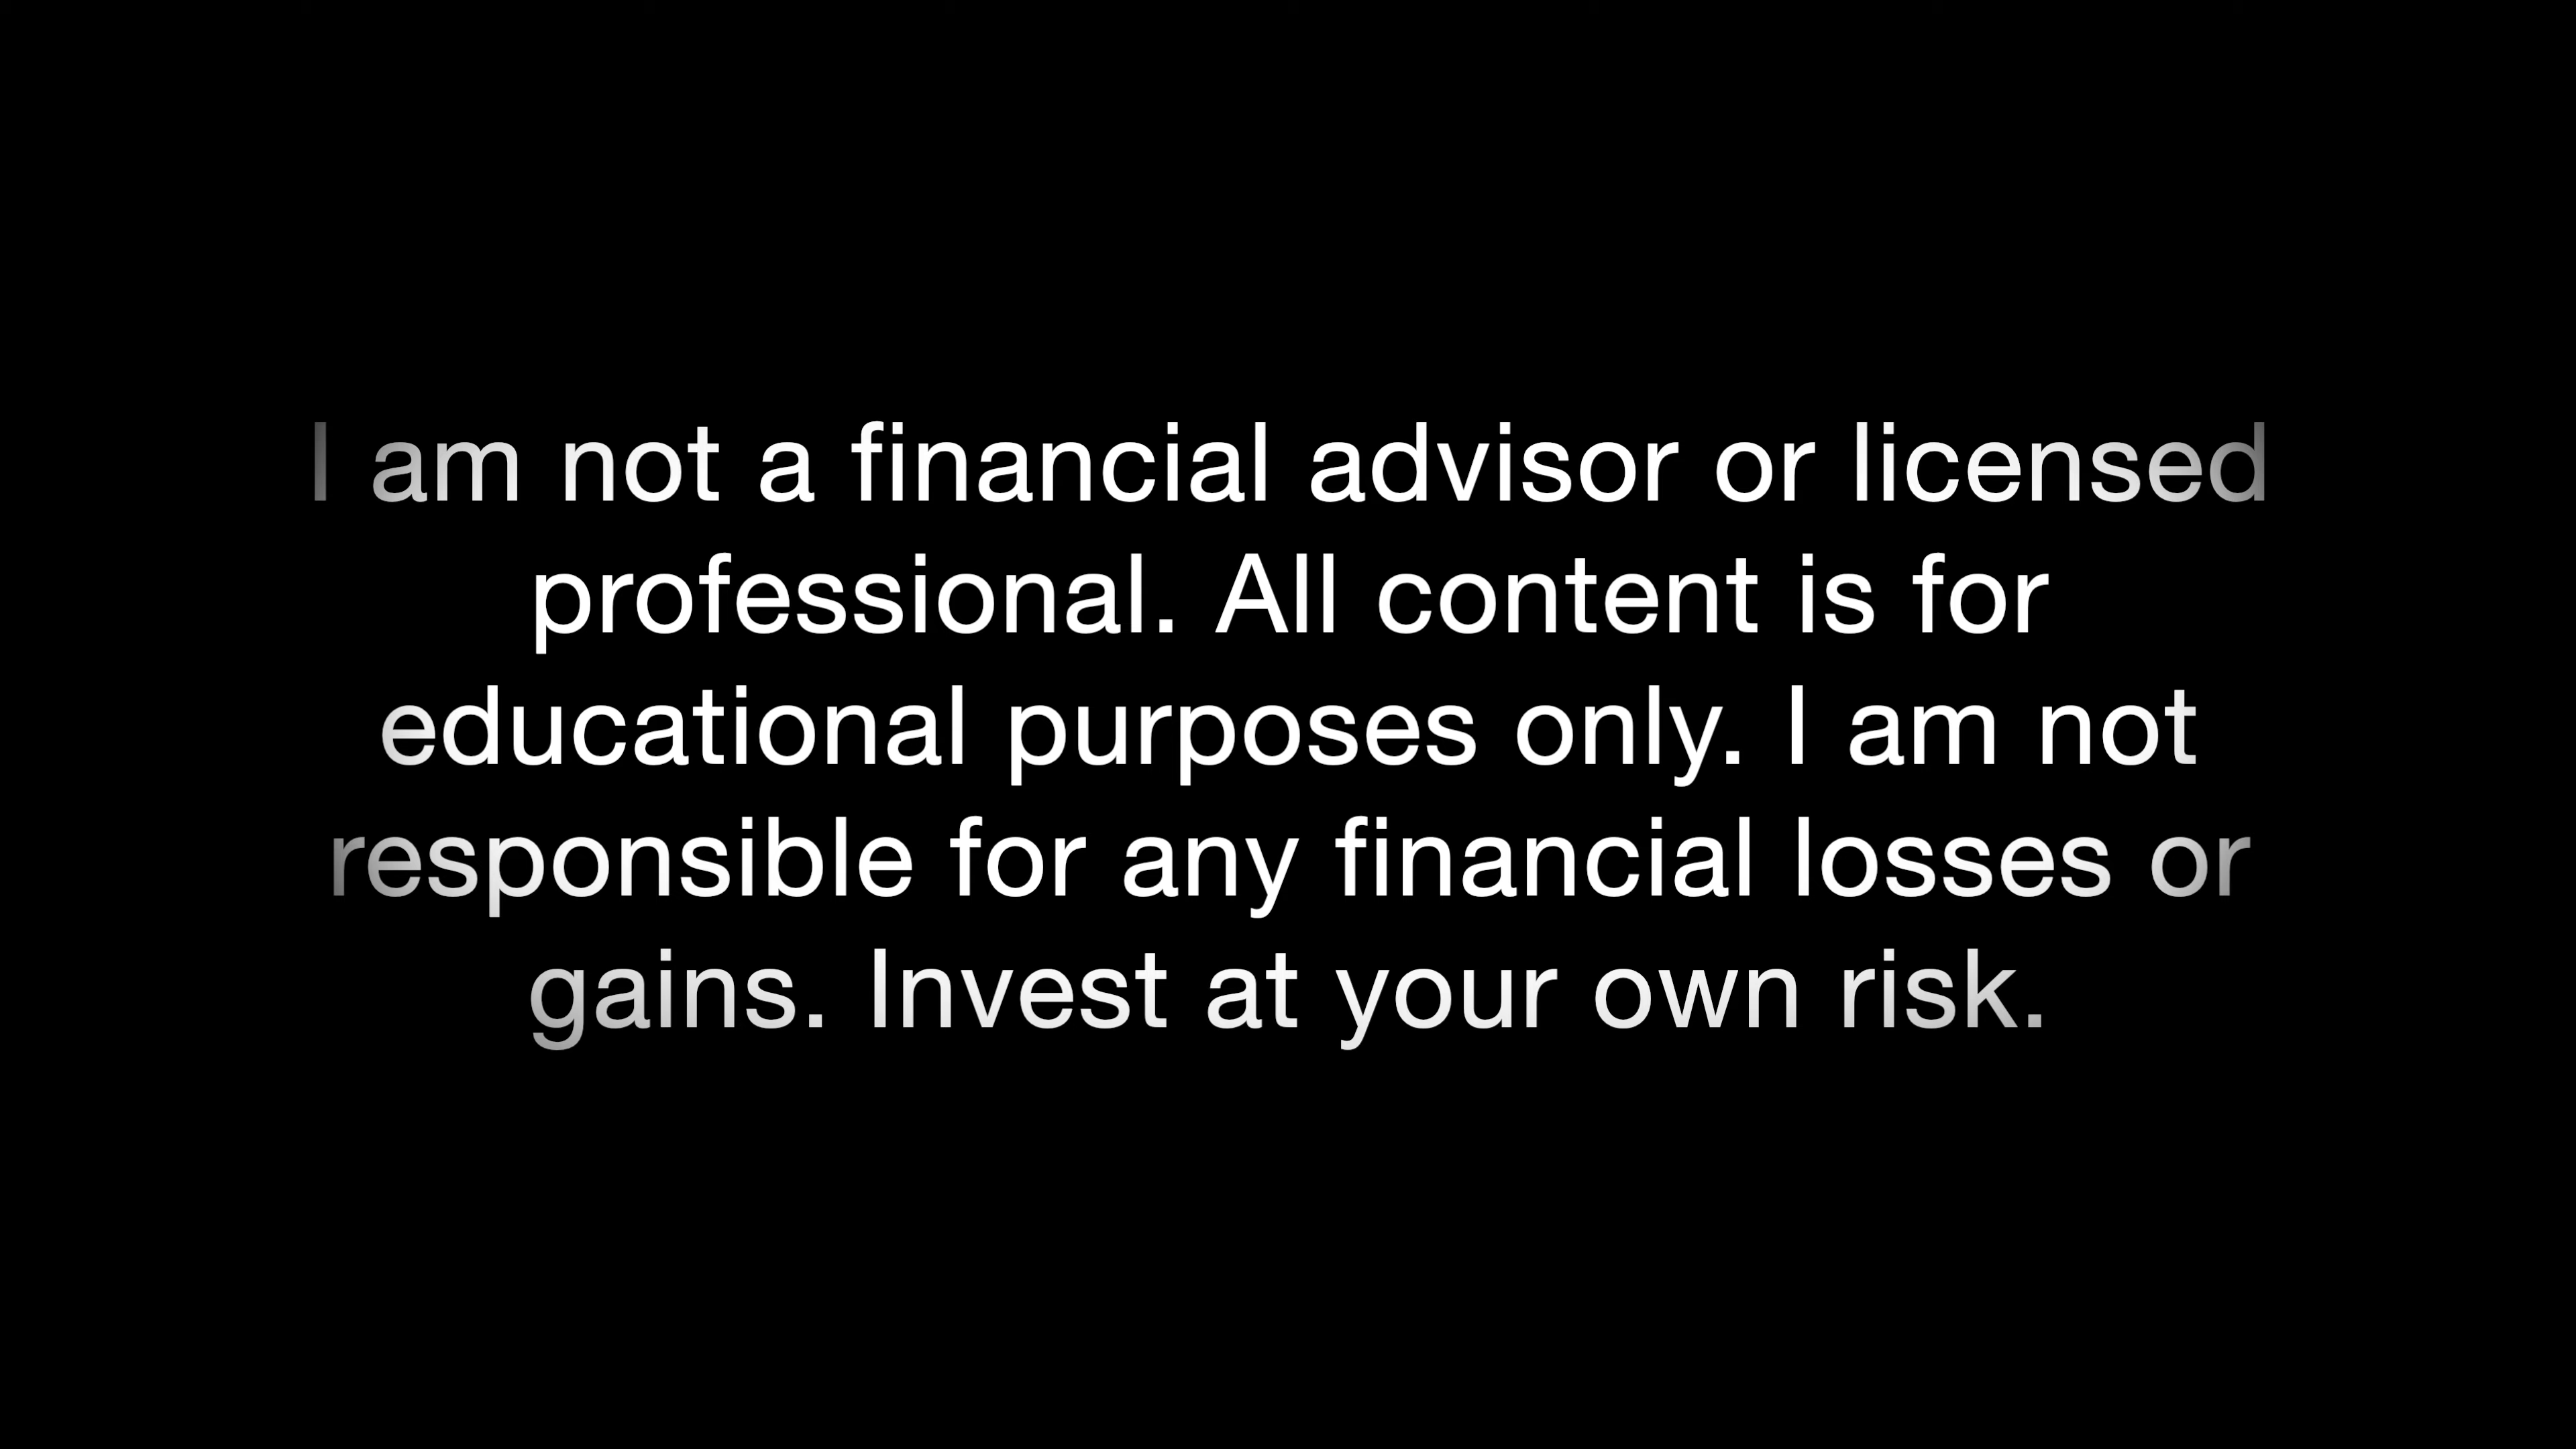 I am not a financial advisor or licensed
professional. All content is for
educational purposes only. I am not
responsible for any financial losses or
gains. Invest at your own risk.